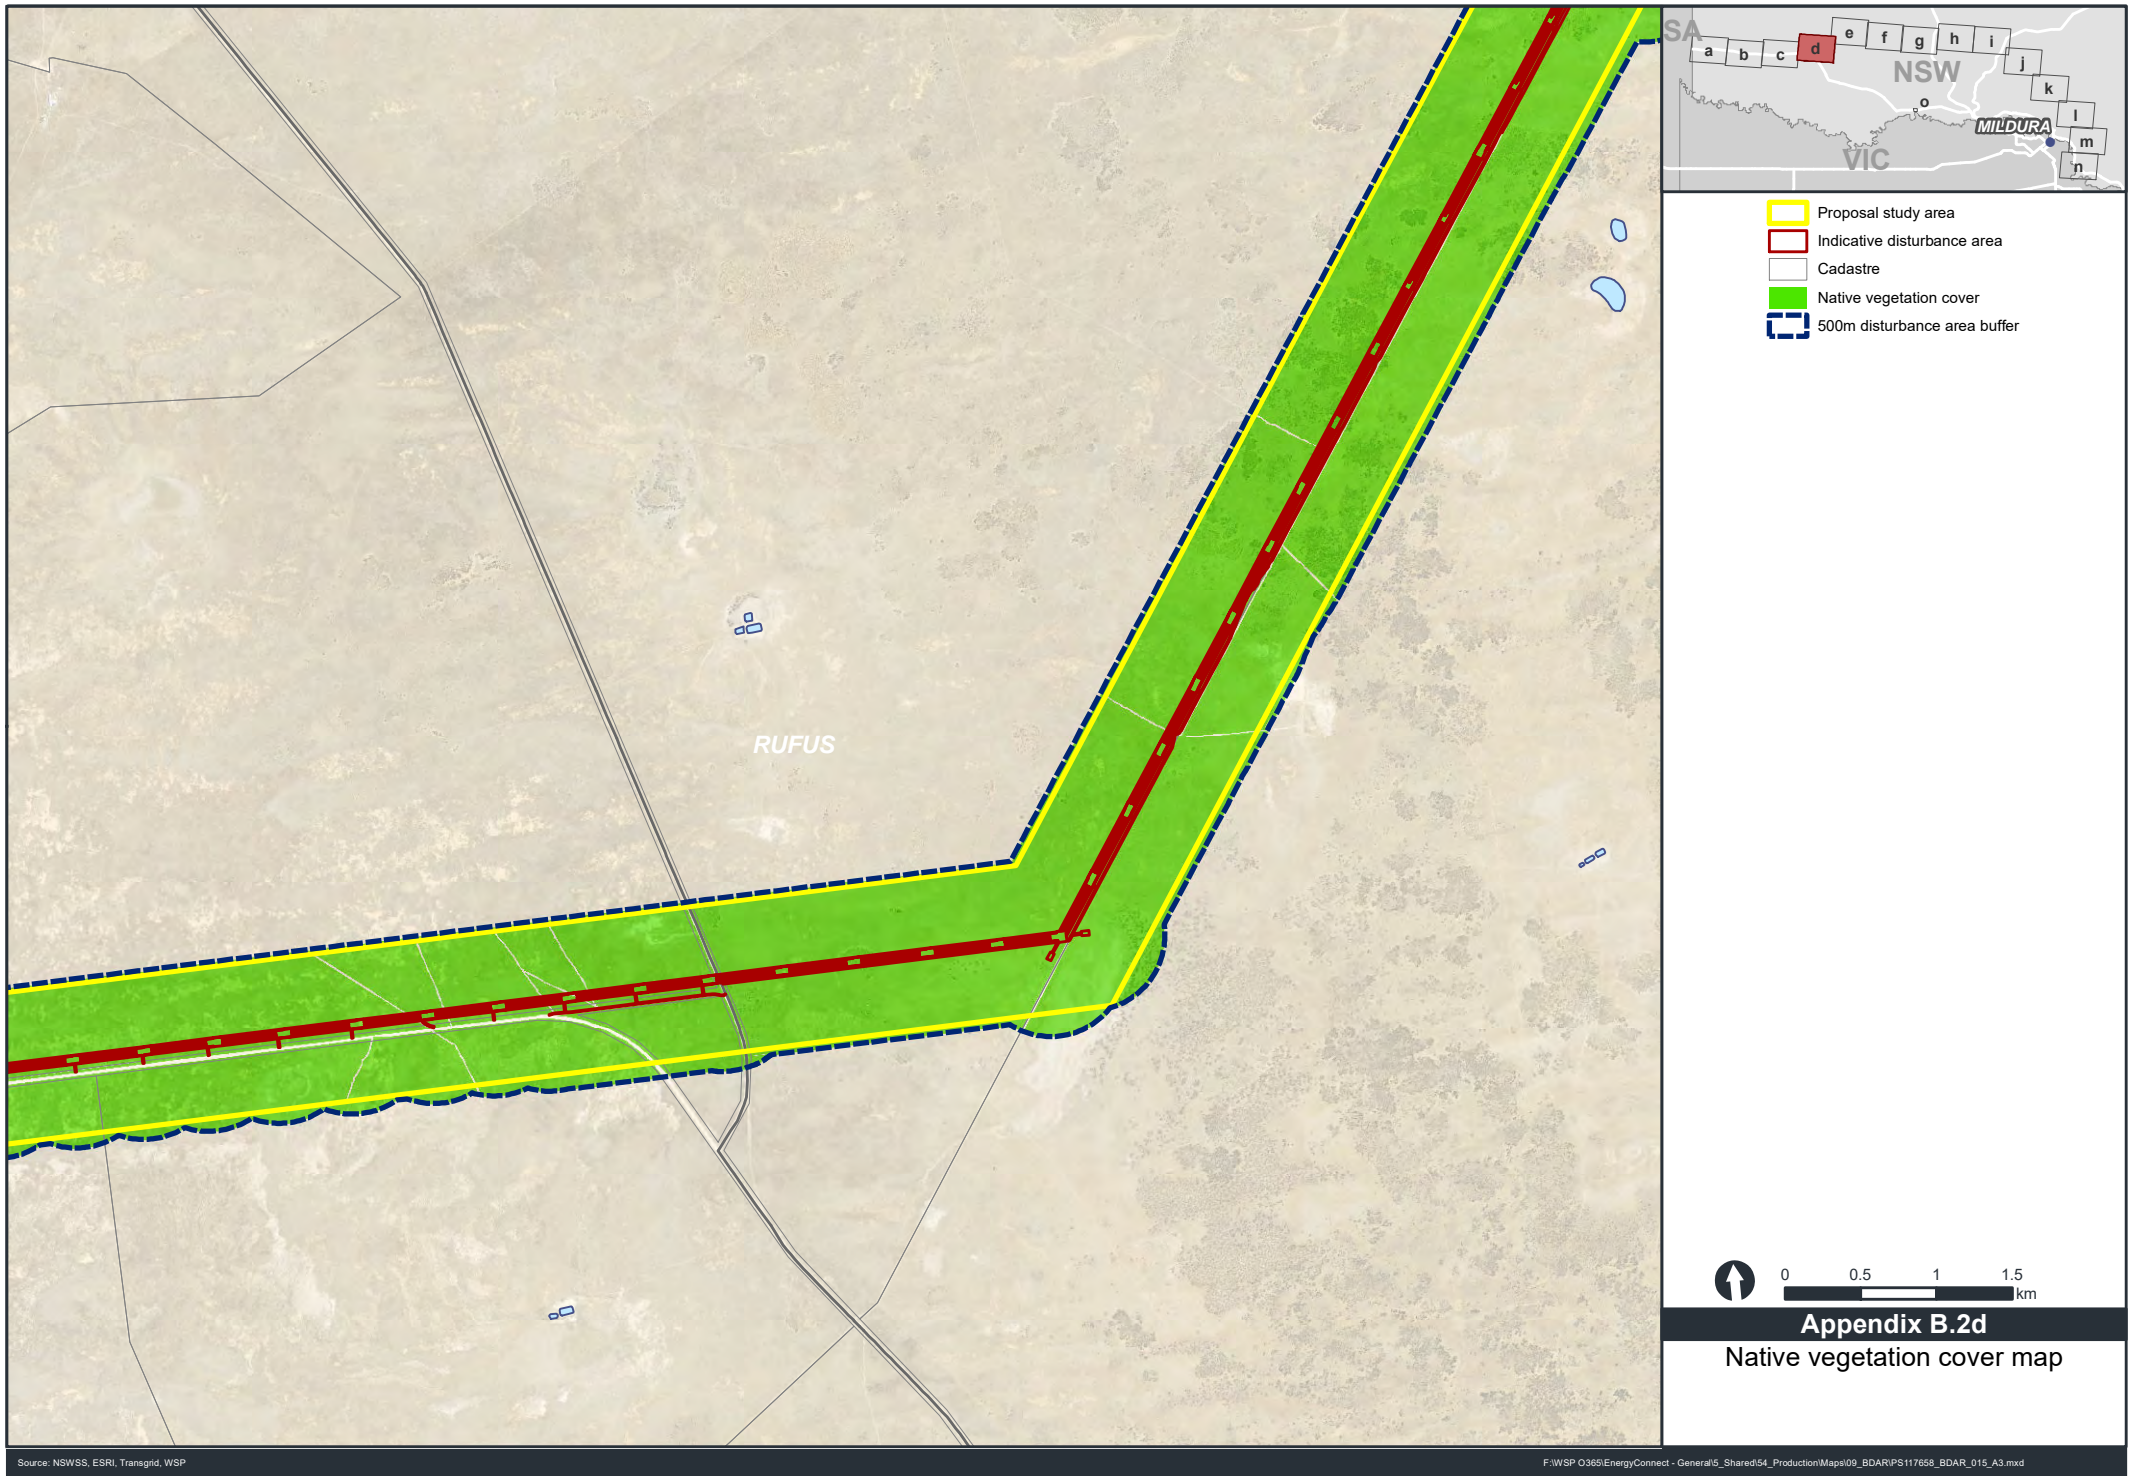 RUFUS
SA
a
b
c
d
e
f
g
h
i
NSW
j
k
o
l
MILDURA
m
VIC
n
Proposal study area
Indicative disturbance area
Cadastre
Native vegetation cover
500m disturbance area buffer
0 0.5 1 1.5
km
Appendix B.2d
Native vegetation cover map
Source: NSWSS, ESRI, Transgrid, WSP
F:\WSP O365\EnergyConnect - General\5_Shared\54_Production\Maps\09_BDAR\PS117658_BDAR_015_A3.mxd